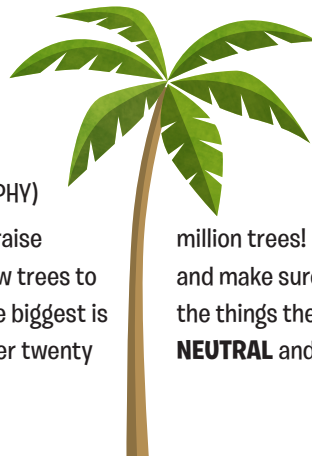 PHY)
raise
w trees to
e biggest is
er twenty
million trees!
and make sure
the things the
NEUTRAL and